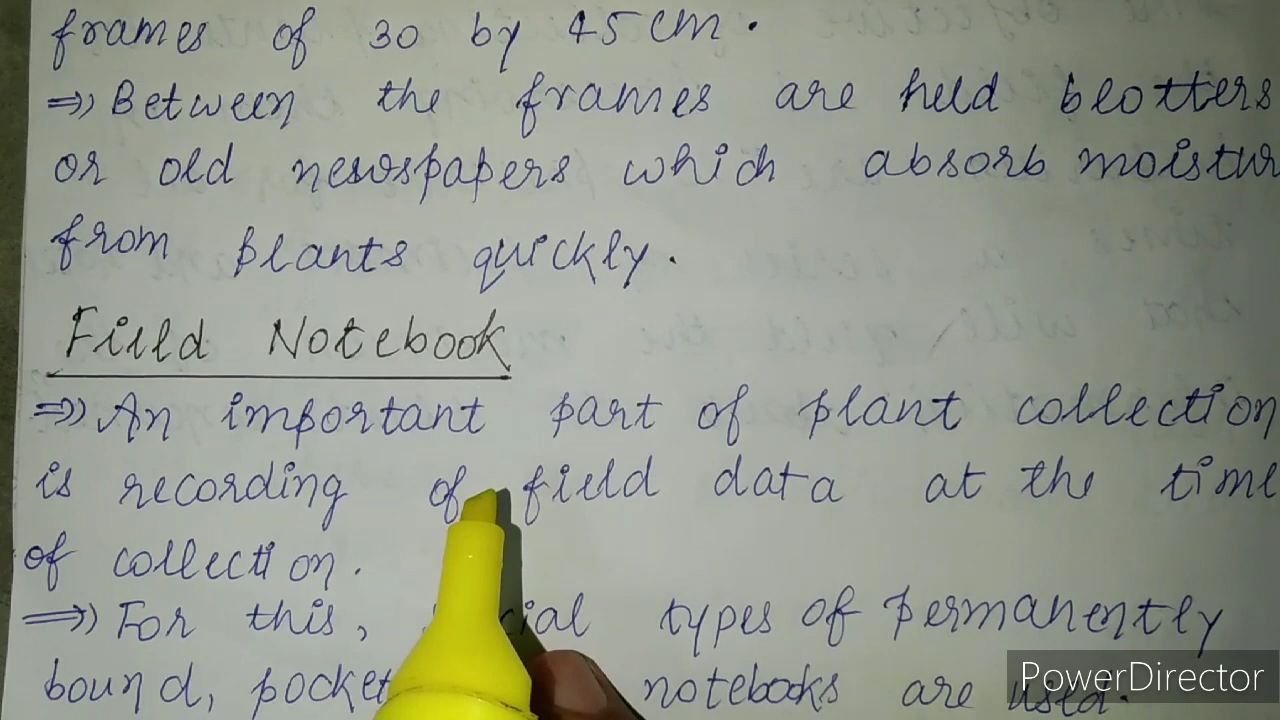 frames of 30 by 45 cm.
⇒ Between the frames are held blotters
or old newspapers which absorb moistur
from plants quickly.
Field Notebook
⇒ An important part of plant collection
is recording of field data at the time
of collection.
⇒ For this, cial types of permanently
bound, pocket notebooks are used.
PowerDirector